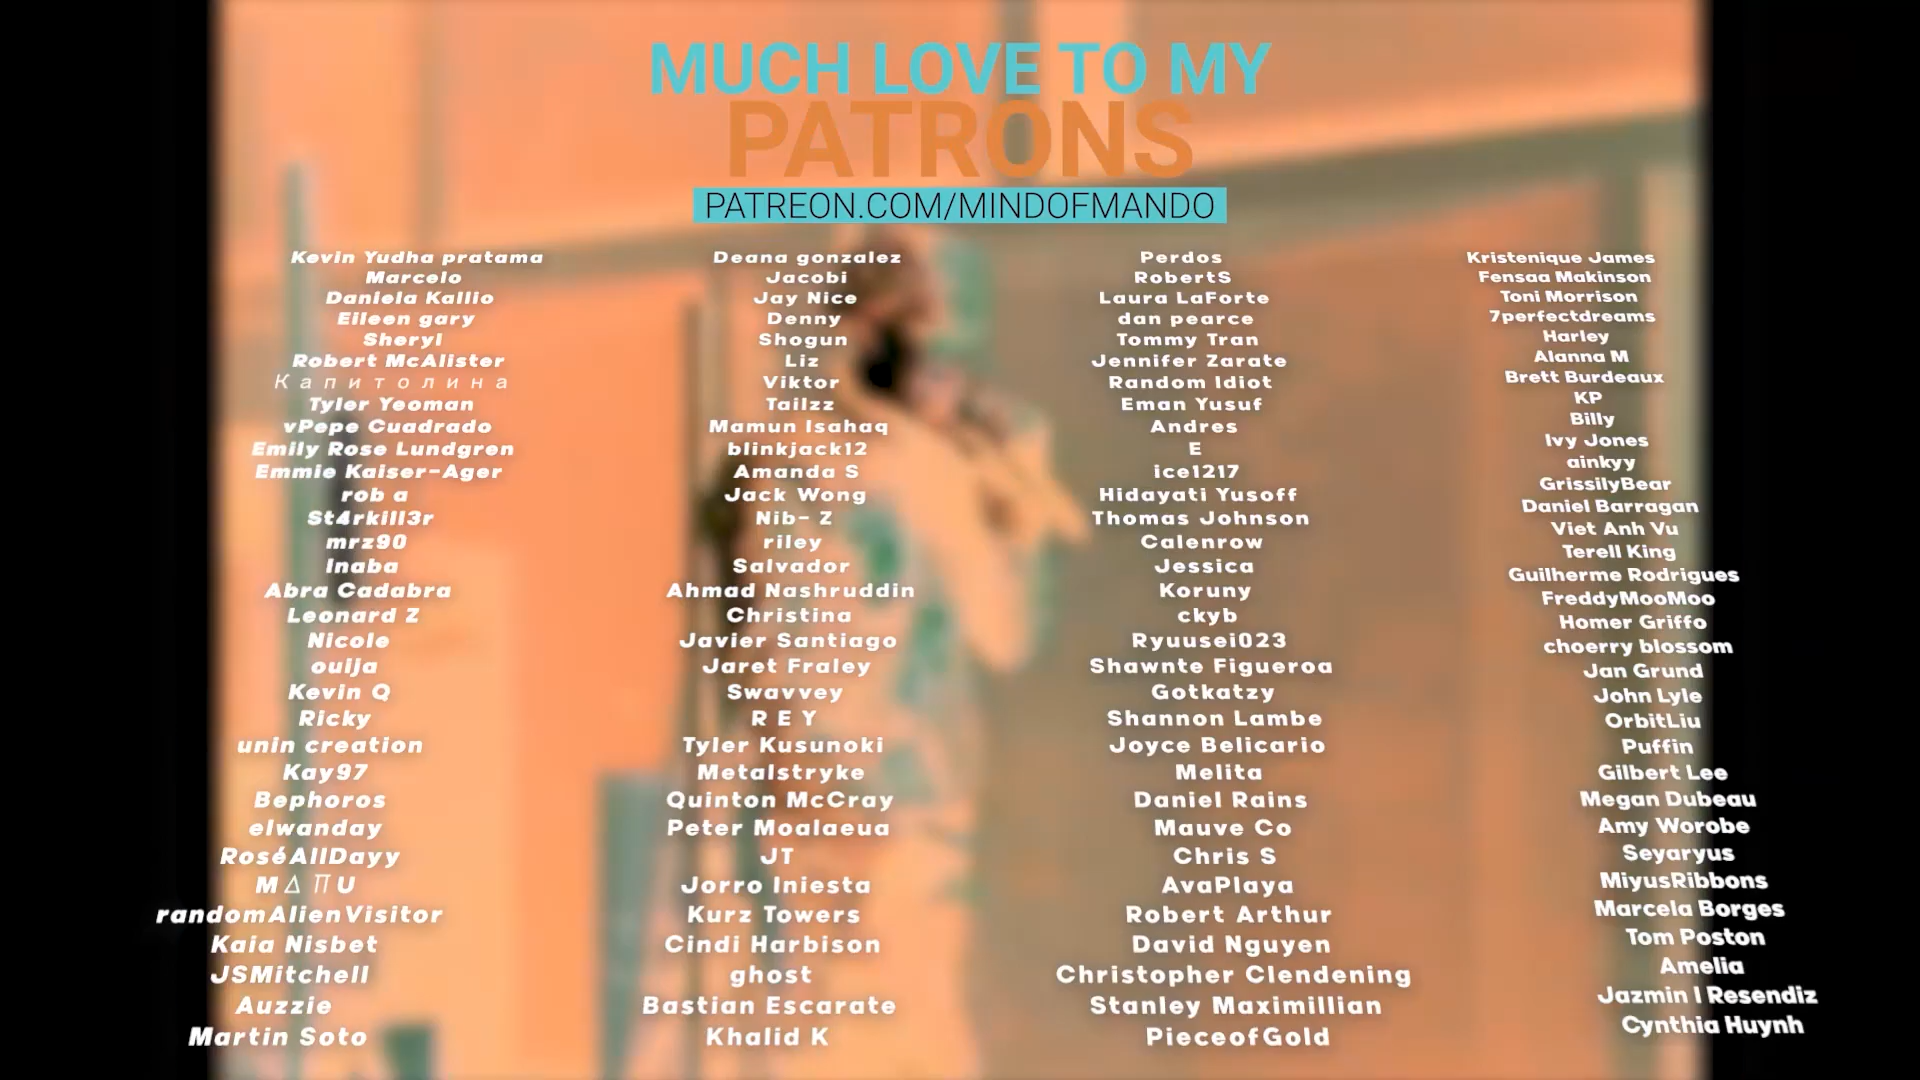 MUCH LOVE TO MY
PATRONS
PATREON.COM/MINDOFMANDO
Kevin Yudha pratama
Marcelo
Daniela Kallio
Eileen gary
Sheryl
Robert McAlister
Капитолина
Tyler Yeoman
vPepe Cuadrado
Emily Rose Lundgren
Emmie Kaiser-Ager
rob a
St4rkill3r
mrz90
Inaba
Abra Cadabra
Leonard Z
Nicole
ouija
Kevin Q
Ricky
unin creation
Kay97
Bephoros
elwanday
RoséAllDayy
M Δ Π U
randomAlienVisitor
Kaia Nisbet
JSMitchell
Auzzie
Martin Soto
Deana gonzalez
Jacobi
Jay Nice
Denny
Shogun
Liz
Viktor
Tailzz
Mamun Isahaq
blinkjack12
Amanda S
Jack Wong
Nib- Z
riley
Salvador
Ahmad Nashruddin
Christina
Javier Santiago
Jaret Fraley
Swavvey
R E Y
Tyler Kusunoki
Metalstryke
Quinton McCray
Peter Moalaeua
JT
Jorro Iniesta
Kurz Towers
Cindi Harbison
ghost
Bastian Escarate
Khalid K
Perdos
RobertS
Laura LaForte
dan pearce
Tommy Tran
Jennifer Zarate
Random Idiot
Eman Yusuf
Andres
E
ice1217
Hidayati Yusoff
Thomas Johnson
Calenrow
Jessica
Koruny
ckyb
Ryuusei023
Shawnte Figueroa
Gotkatzy
Shannon Lambe
Joyce Belicario
Melita
Daniel Rains
Mauve Co
Chris S
AvaPlaya
Robert Arthur
David Nguyen
Christopher Clendening
Stanley Maximillian
PieceofGold
Kristenique James
Fensaa Makinson
Toni Morrison
7perfectdreams
Harley
Alanna M
Brett Burdeaux
KP
Billy
Ivy Jones
ainkyy
GrissilyBear
Daniel Barragan
Viet Anh Vu
Terell King
Guilherme Rodrigues
FreddyMooMoo
Homer Griffo
choerry blossom
Jan Grund
John Lyle
OrbitLiu
Puffin
Gilbert Lee
Megan Dubeau
Amy Worobe
Seyaryus
MiyusRibbons
Marcela Borges
Tom Poston
Amelia
Jazmin I Resendiz
Cynthia Huynh